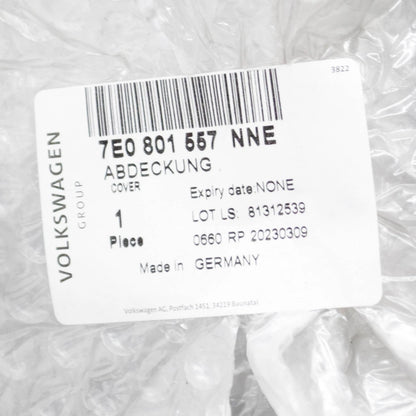 3822
VOLKSWAGEN
GROUP
7E0 801 557 NNE
ABDECKUNG
COVER
Expiry date: NONE
1
Piece
LOT LS. 81312539
0660 RP 20230309
Made in GERMANY
Volkswagen AG, Postfach 1451, 34219 Baunatal